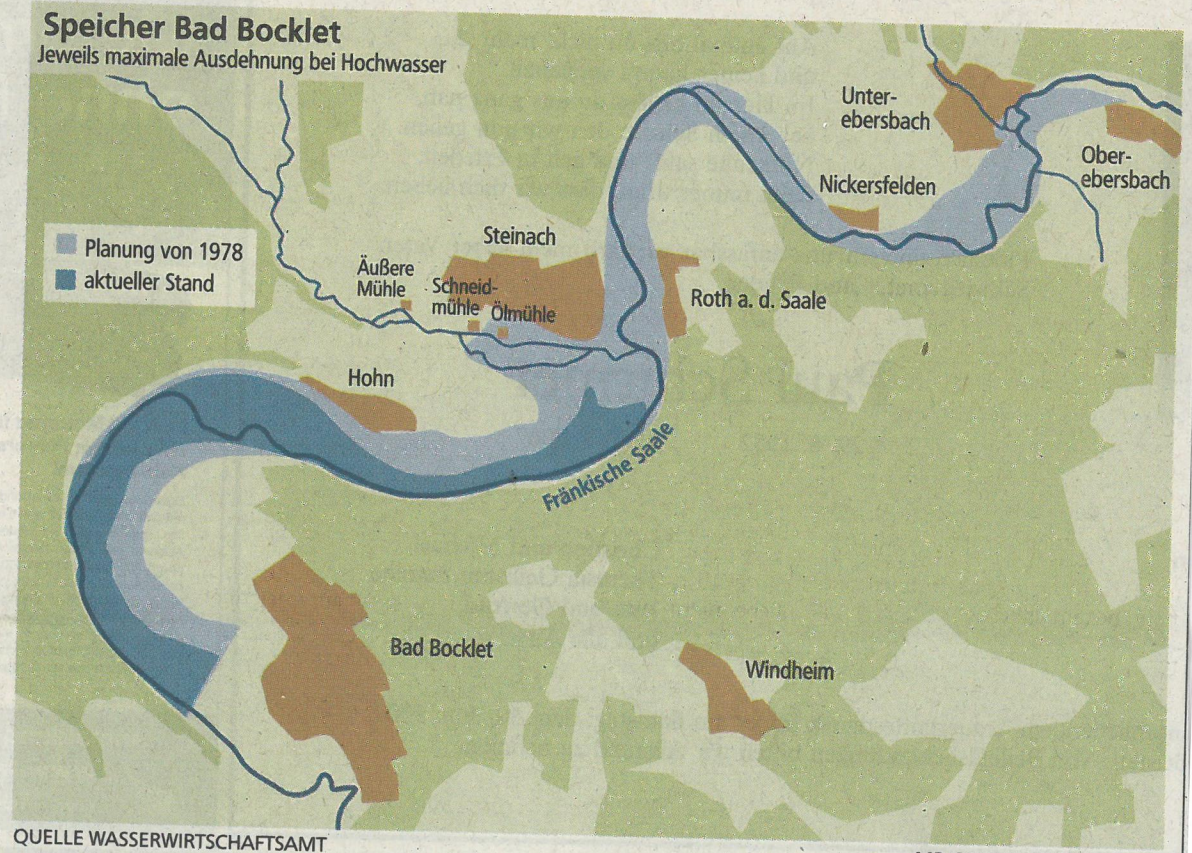 Speicher Bad Bocklet
Jeweils maximale Ausdehnung bei Hochwasser
Unter-
ebersbach
Ober-
ebersbach
Nickersfelden
Planung von 1978
aktueller Stand
Steinach
Äußere
Mühle
Schneid-
mühle
Ölmühle
Roth a. d. Saale
Hohn
Fränkische Saale
Bad Bocklet
Windheim
QUELLE WASSERWIRTSCHAFTSAMT